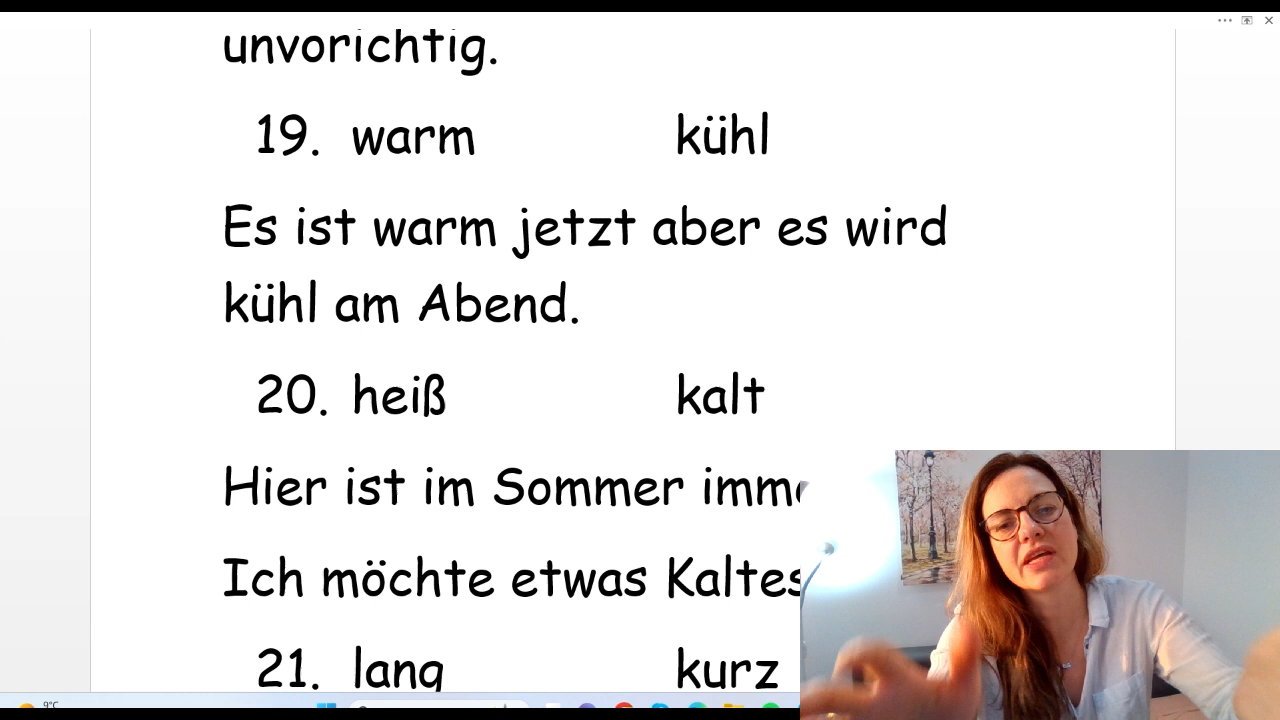 unvorichtig.
19. warm kühl
Es ist warm jetzt aber es wird
kühl am Abend.
20. heiß kalt
Hier ist im Sommer
Ich möchte etwas Kaltes
21. lang kurz
9°C